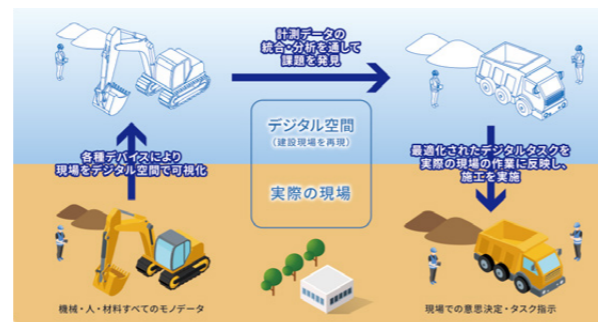 計測データの
統合・分析を通して
課題を発見
デジタル空間
（建設現場を再現）
各種デバイスにより
現場をデジタル空間で可視化
最適化されたデジタルタスクを
実際の現場の作業に反映し、
施工を実施
実際の現場
機械・人・材料すべてのモノデータ
現場での意思決定・タスク指示